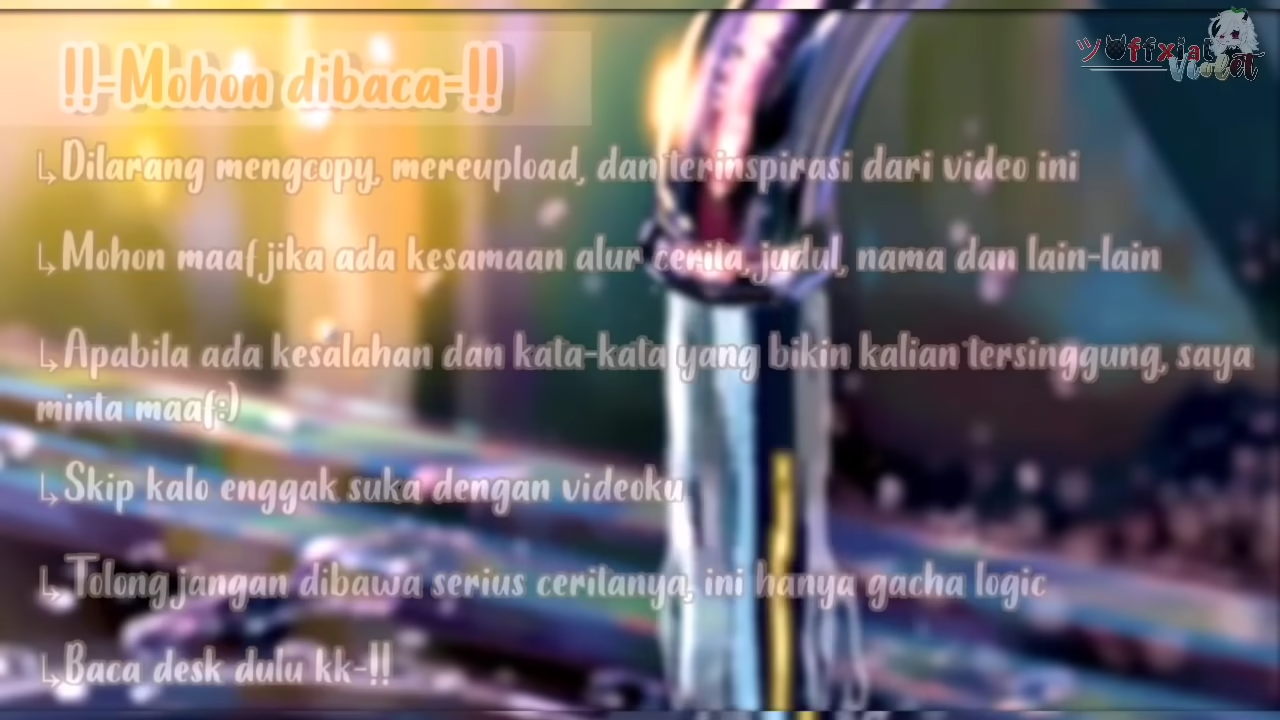 ツOffxial
Violet
!!-Mohon dibaca-!!
↳Dilarang mengcopy, mereupload, dan terinspirasi dari video ini
↳Mohon maaf jika ada kesamaan alur cerita, judul, nama dan lain-lain
↳Apabila ada kesalahan dan kata-kata yang bikin kalian tersinggung, saya
minta maaf:)
↳Skip kalo enggak suka dengan videoku
↳Tolong jangan dibawa serius ceritanya, ini hanya gacha logic
↳Baca desk dulu kk-!!